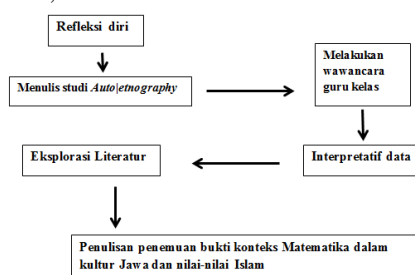 Refleksi diri
Menulis studi Auto|etnography
Melakukan
wawancara
guru kelas
Interpretatif data
Eksplorasi Literatur
Penulisan penemuan bukti konteks Matematika dalam
kultur Jawa dan nilai-nilai Islam